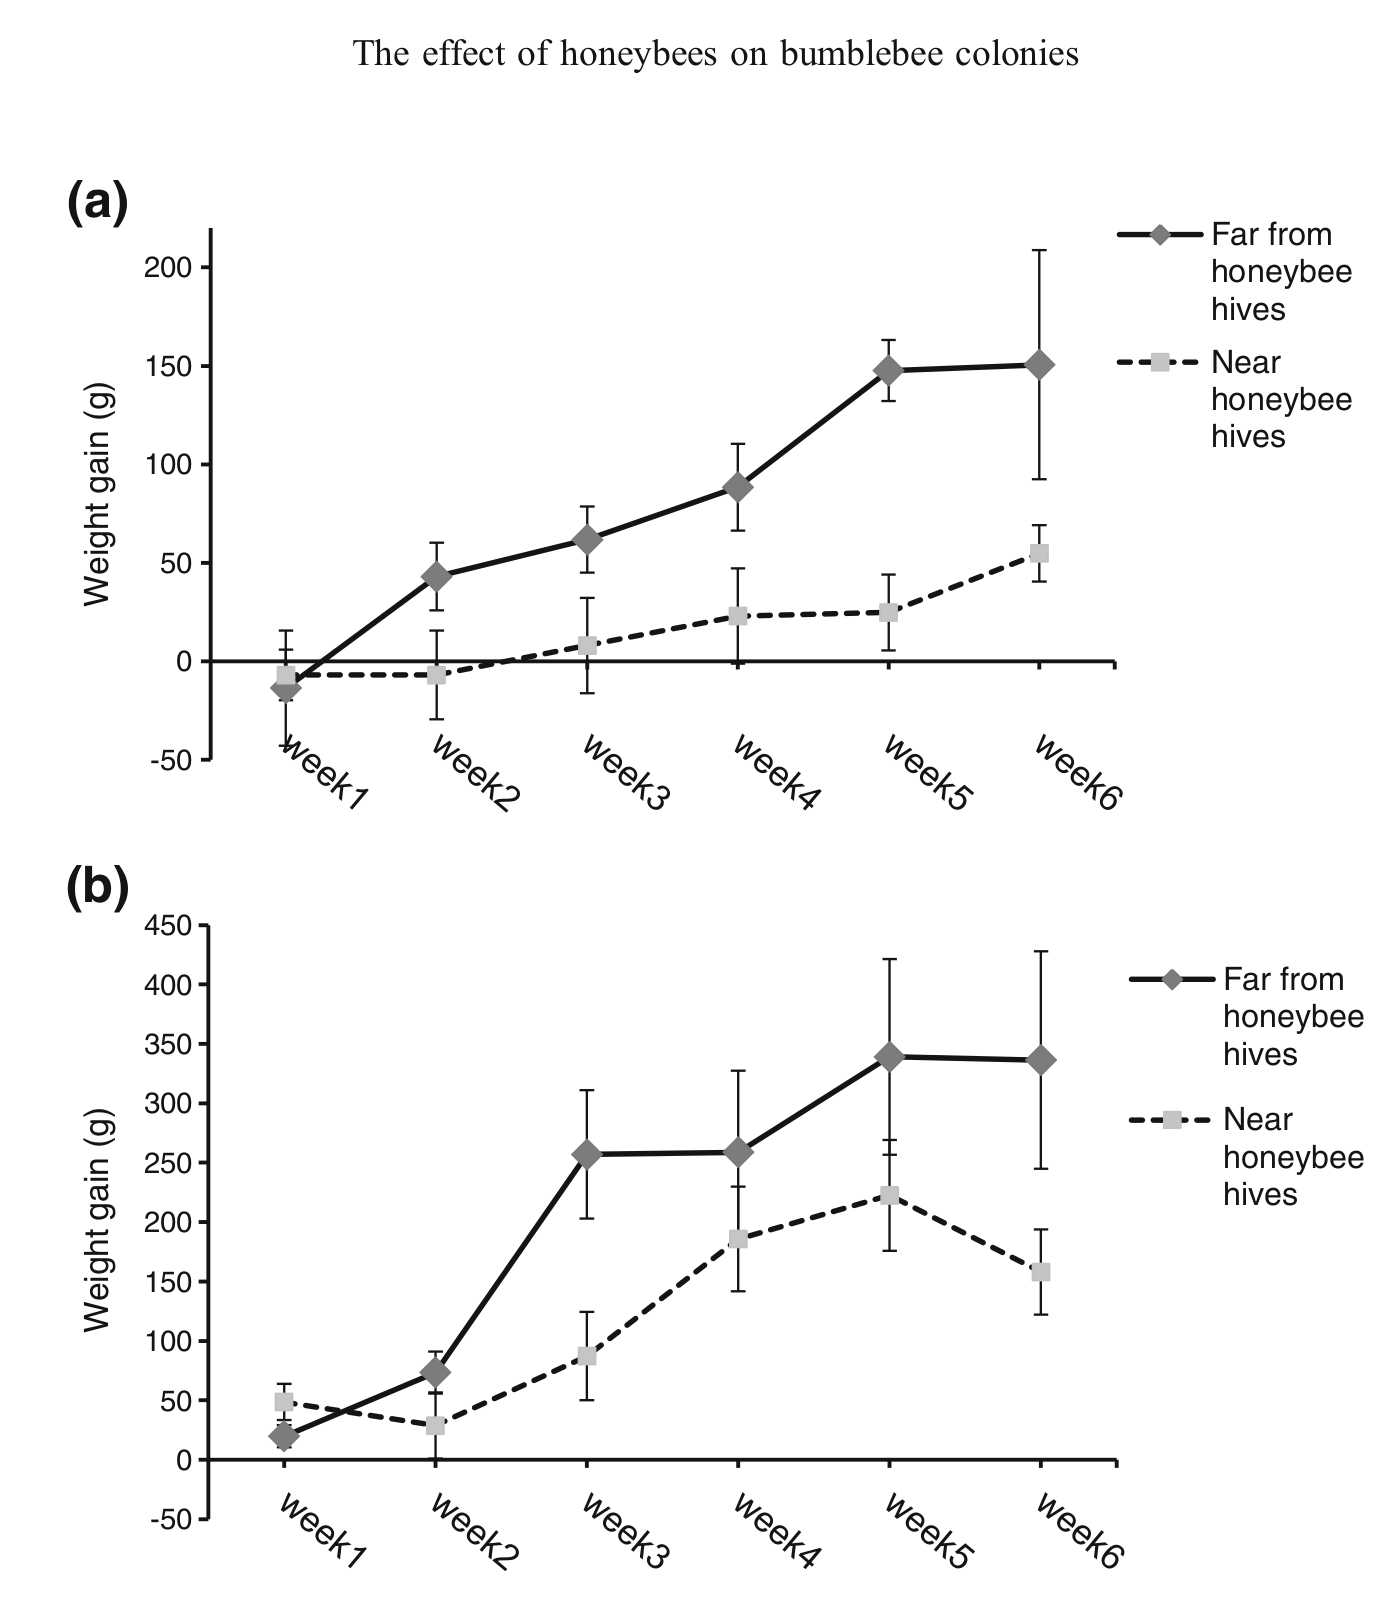 The effect of honeybees on bumblebee colonies
(a)
Weight gain (g)
200
150
100
50
0
-50
week1
week2
week3
week4
week5
week6
Far from
honeybee
hives
Near
honeybee
hives
(b)
Weight gain (g)
450
400
350
300
250
200
150
100
50
0
-50
week1
week2
week3
week4
week5
week6
Far from
honeybee
hives
Near
honeybee
hives